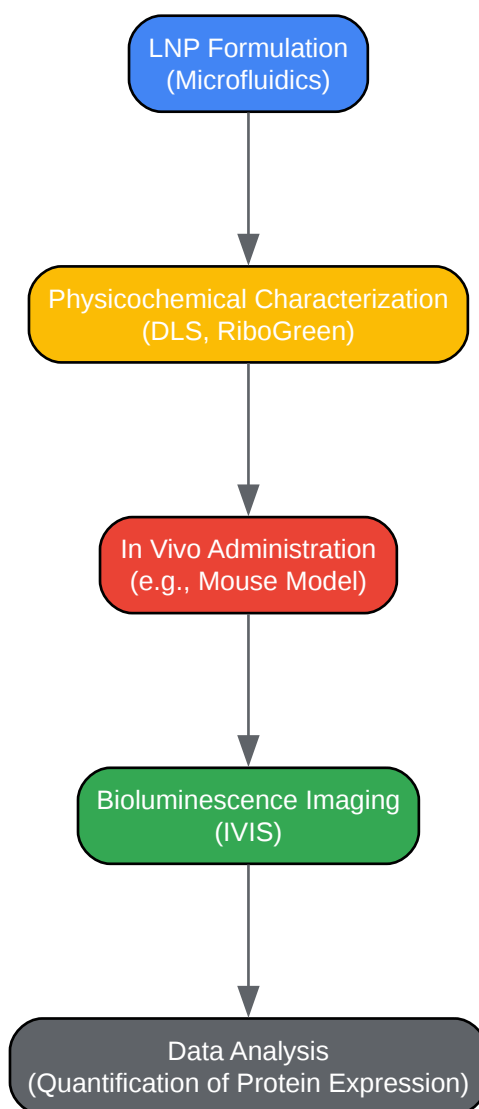 LNP Formulation
(Microfluidics)
Physicochemical Characterization
(DLS, RiboGreen)
In Vivo Administration
(e.g., Mouse Model)
Bioluminescence Imaging
(IVIS)
Data Analysis
(Quantification of Protein Expression)